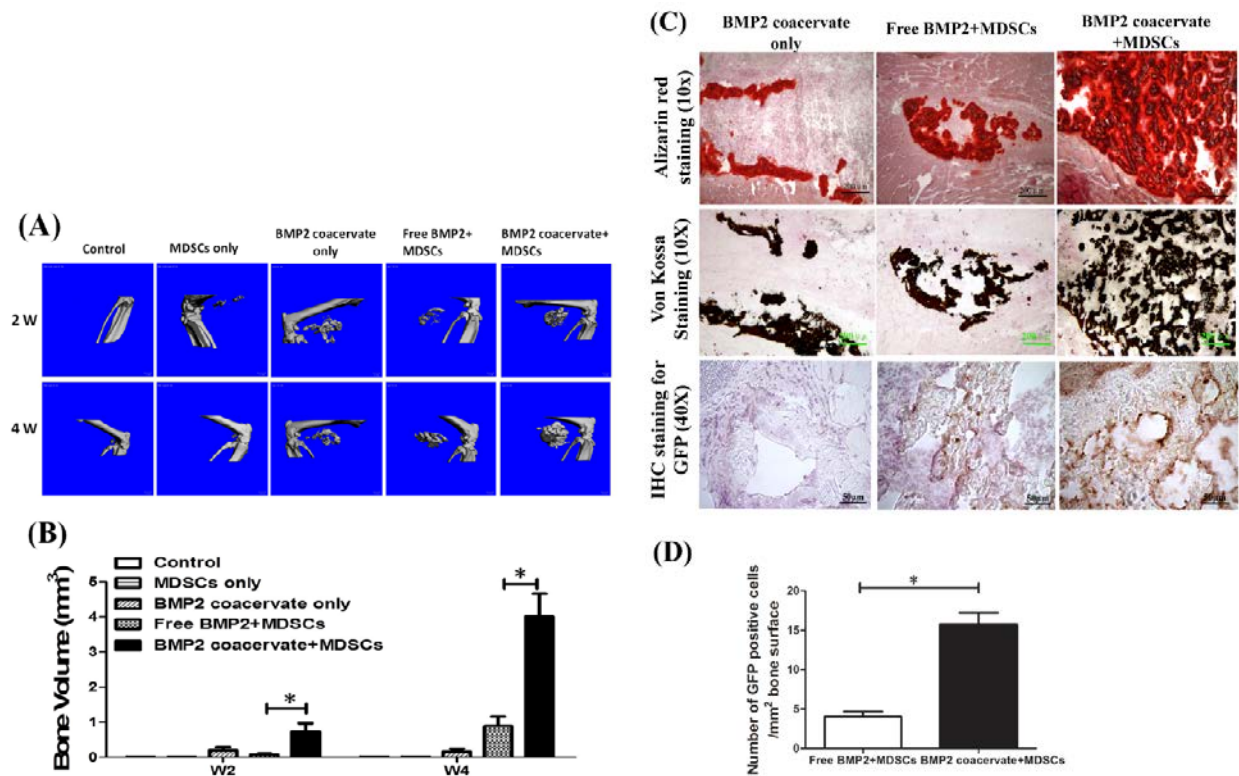 (A)
Control
MDSCs only
BMP2 coacervate
only
Free BMP2+
MDSCs
BMP2 coacervate+
MDSCs
2 W
4 W
(B)
Bone Volume (mm3)
5
4
3
2
1
0
Control
MDSCs only
BMP2 coacervate only
Free BMP2+MDSCs
BMP2 coacervate+MDSCs
*
*
W2
W4
(C)
BMP2 coacervate
only
Free BMP2+MDSCs
BMP2 coacervate
+MDSCs
Alizarin red
staining (10x)
Von Kossa
Staining (10X)
IHC staining for
GFP (40X)
50μm
50μm
50μm
(D)
Number of GFP positive cells
/mm2 bone surface
20
15
10
5
0
*
Free BMP2+MDSCs
BMP2 coacervate+MDSCs